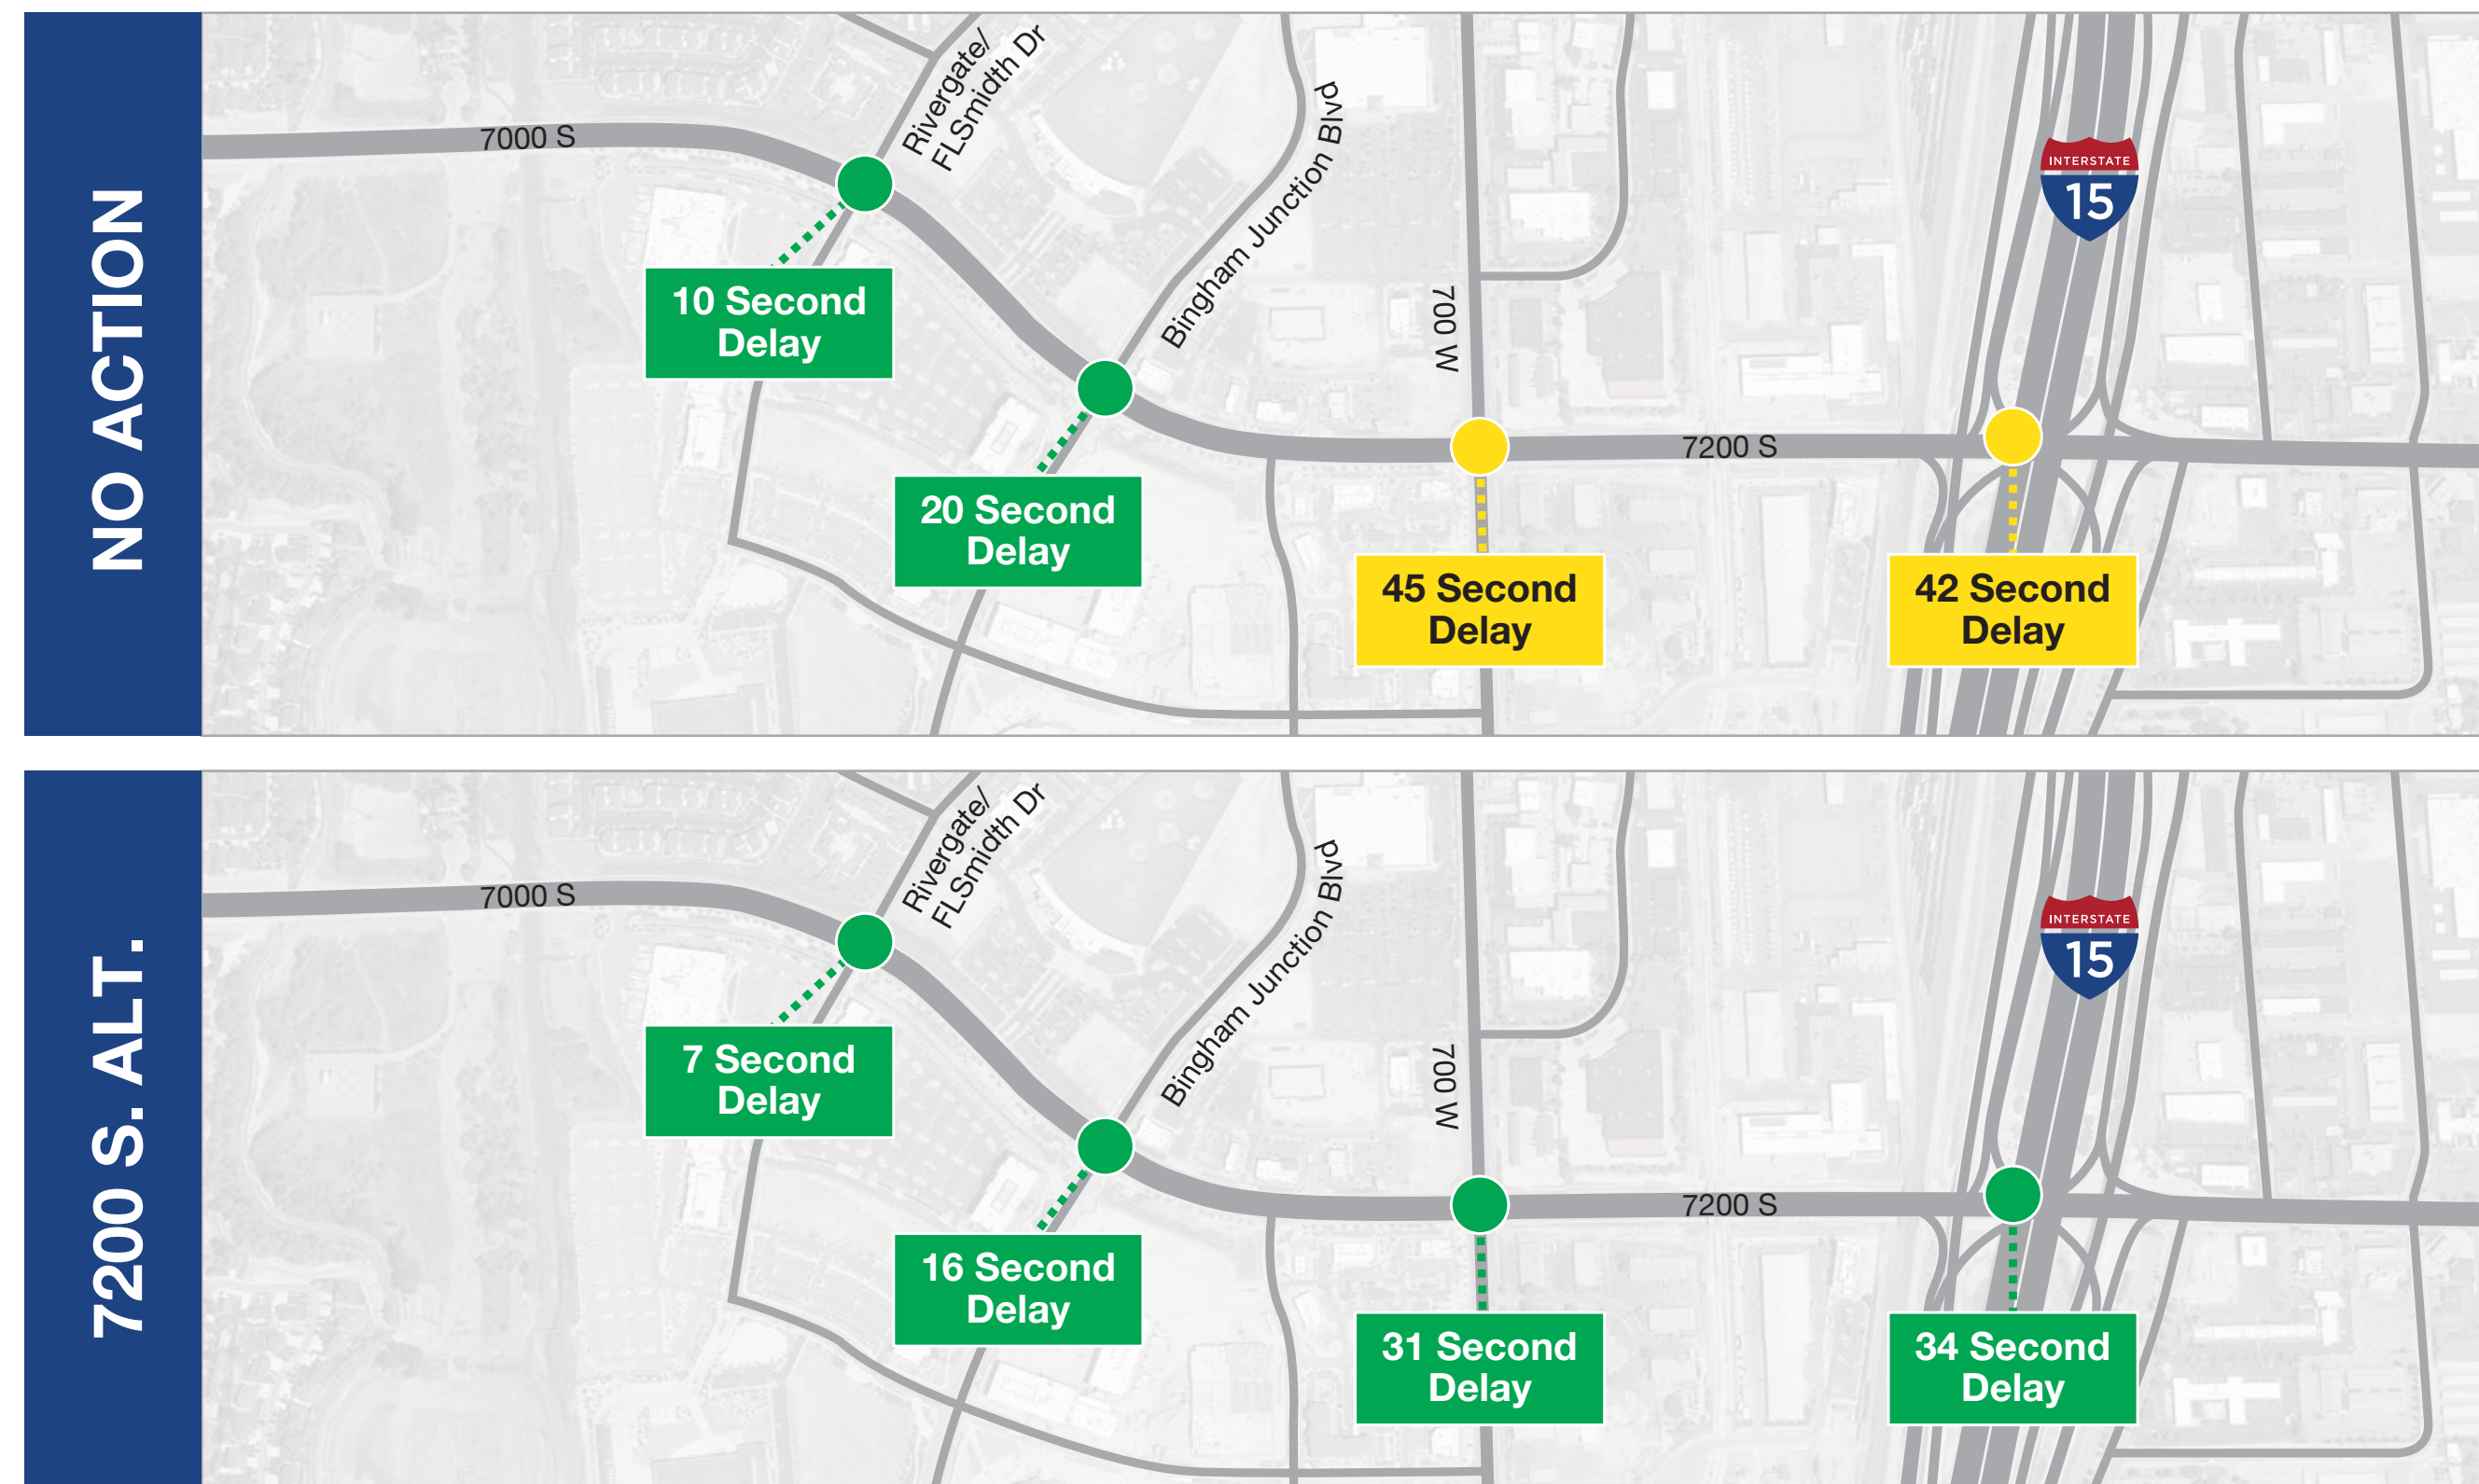 NO ACTION
Rivergate/
FLSmidth Dr
7000 S
Bingham Junction Blvd
INTERSTATE
15
10 Second
Delay
700 W
7200 S
20 Second
Delay
45 Second
Delay
42 Second
Delay
7200 S. ALT.
Rivergate/
FLSmidth Dr
7000 S
Bingham Junction Blvd
INTERSTATE
15
7 Second
Delay
700 W
7200 S
16 Second
Delay
31 Second
Delay
34 Second
Delay